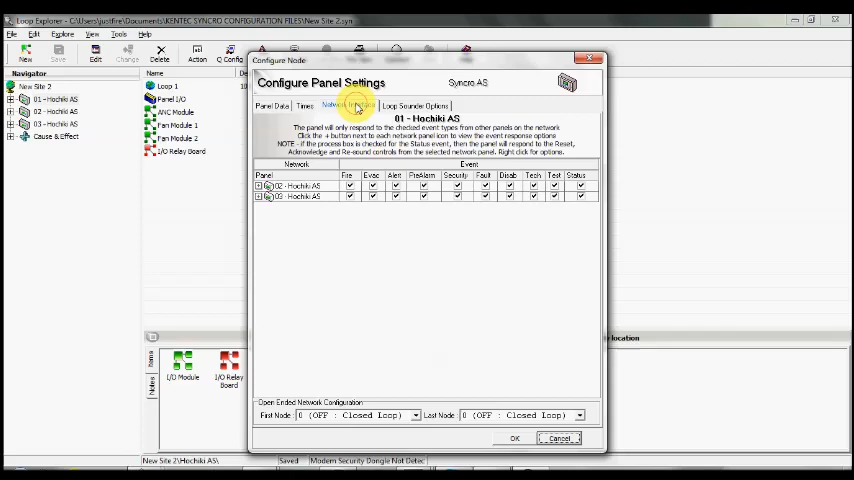 Loop Explorer - C:\Users\justfire\Documents\KENTEC SYNCRO CONFIGURATION FILES\New Site 2.syn
File Edit Explore View Tools Help
New Save Edit Change Delete Action Q Config
Navigator
New Site 2
01 - Hochiki AS
02 - Hochiki AS
03 - Hochiki AS
Cause & Effect
Name
Loop 1
Panel I/O
ANC Module
Fan Module 1
Fan Module 2
I/O Relay Board
Configure Node
Configure Panel Settings
Syncro AS
Panel Data Times Network Interface Loop Sounder Options
01 - Hochiki AS
The panel will only respond to the checked event types from other panels on the network
Click the + button next to each network panel icon to view the event response options
NOTE - if the process box is checked for the Status event, then the panel will respond to the Reset,
Acknowledge and Re-sound controls from the selected network panel. Right click for options.
Network Event
Panel Fire Evac Alert PreAlarm Security Fault Disab Tech Test Status
02 - Hochiki AS
03 - Hochiki AS
Open Ended Network Configuration
First Node : 0 (OFF : Closed Loop) Last Node : 0 (OFF : Closed Loop)
OK Cancel
Items
Notes
I/O Module
I/O Relay
Board
y location
New Site 2\Hochiki AS\ Saved Modem Security Dongle Not Detec